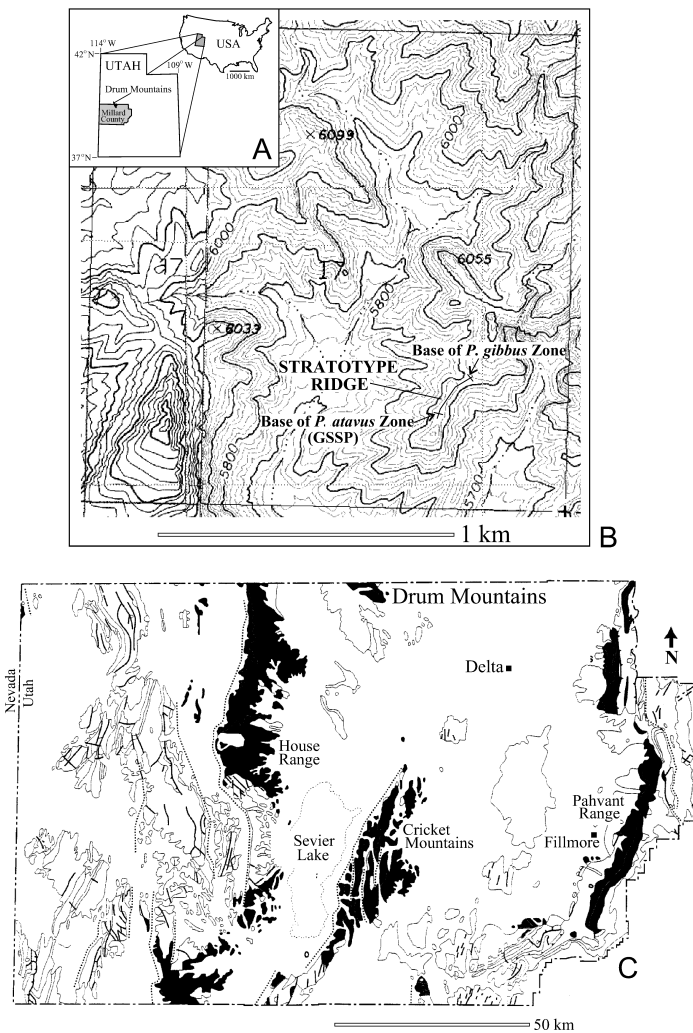 114° W
42° N
UTAH
109° W
USA
1000 km
Drum Mountains
Millard
County
37°N
A
6099
6000
6000
6055
17
5800
6033
Base of P. gibbus Zone
STRATOTYPE
RIDGE
Base of P. atavus Zone
(GSSP)
5800
5700
1 km
B
Drum Mountains
N
Delta
Nevada
Utah
House
Range
Pahvant
Range
Sevier
Lake
Cricket
Mountains
Fillmore
C
50 km